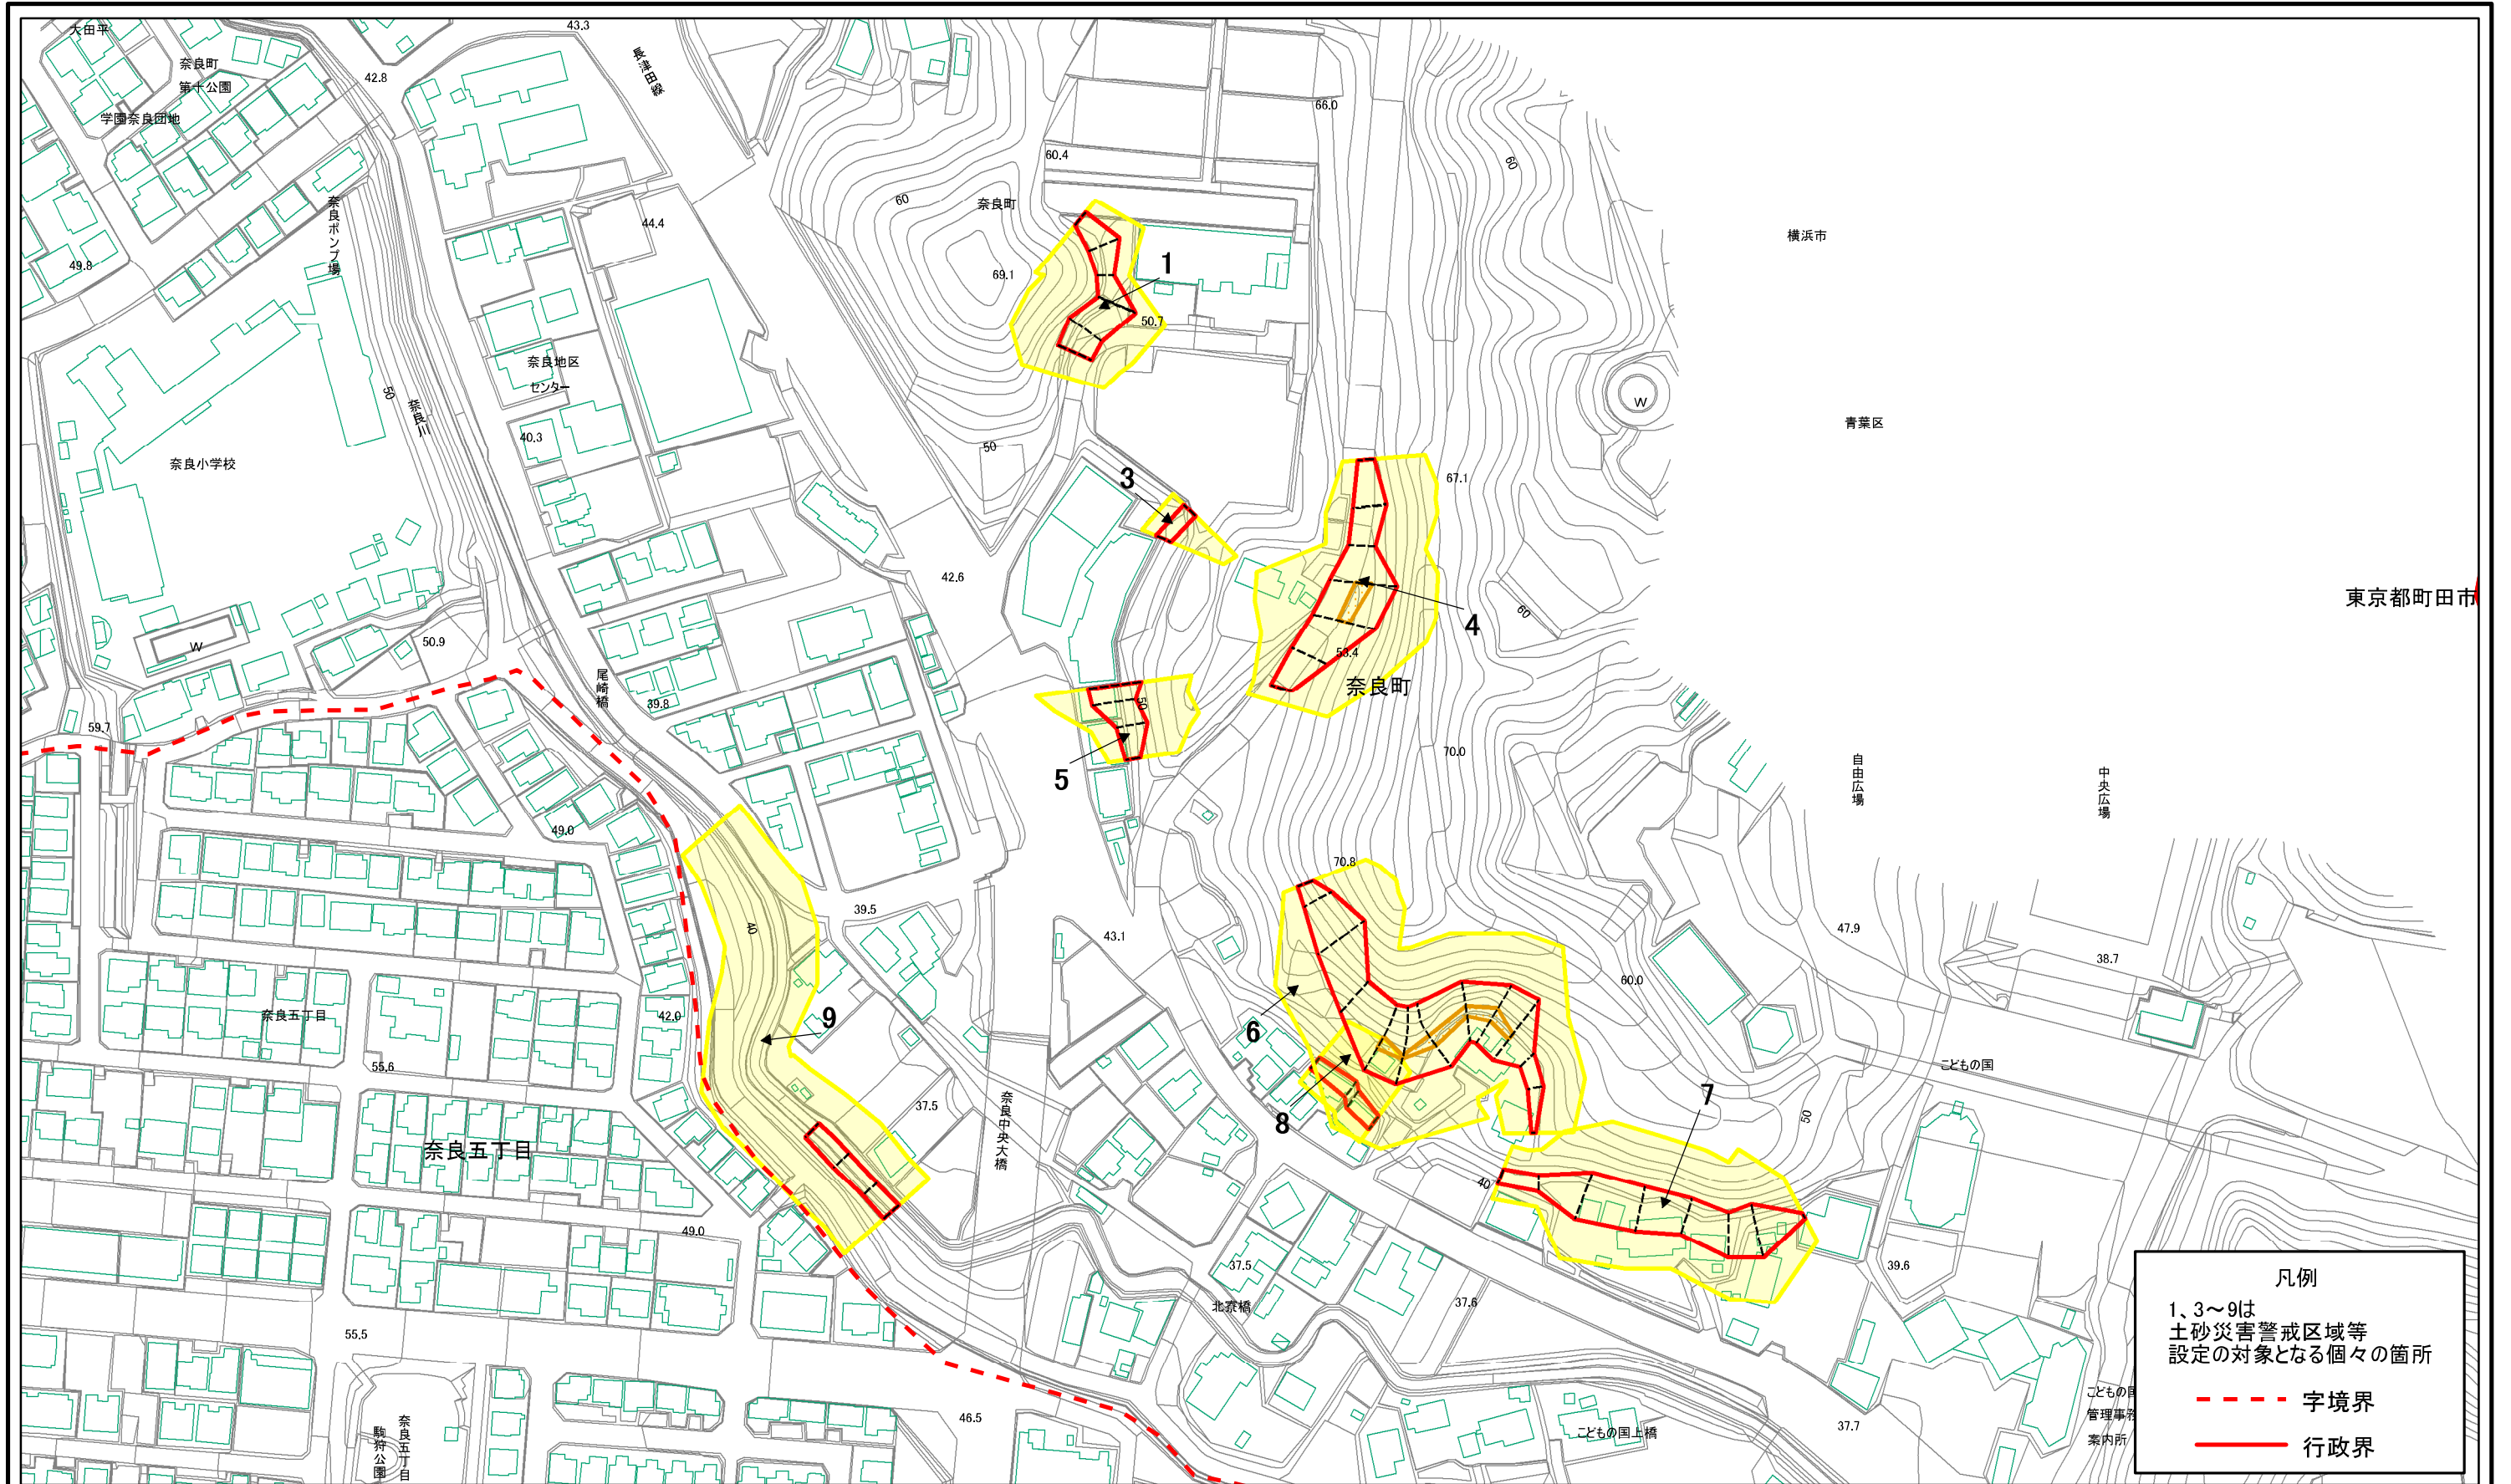 大田平
43.3
奈良町
第十公園
42.8
長津田線
学園奈良団地
66.0
60.4
60
60
奈良町
奈良ポンプ場
44.4
横浜市
49.8
69.1
1
50.7
奈良地区
センター
50
奈良川
W
40.3
青葉区
50
奈良小学校
3
67.1
42.6
東京都町田市
60
4
50.9
W
53.4
奈良町
尾崎橋
39.8
50
59.7
70.0
5
自由広場
中央広場
49.0
70.8
40
39.5
43.1
47.9
38.7
60.0
奈良五丁目
42.0
9
6
こどもの国
55.6
37.5
奈良中央大橋
7
8
50
奈良五丁目
40
49.0
37.5
39.6
北京橋
37.6
55.5
46.5
37.7
こどもの国上橋
駒狩公園
奈良五丁目
こどもの国
管理事務
案内所
凡例
1、3～9は
土砂災害警戒区域等
設定の対象となる個々の箇所
字境界
行政界